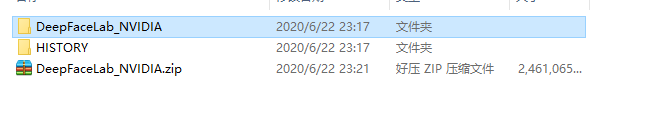 DeepFaceLab_NVIDIA 2020/6/22 23:17 文件夹
HISTORY 2020/6/22 23:17 文件夹
DeepFaceLab_NVIDIA.zip 2020/6/22 23:21 好压 ZIP 压缩文件 2,461,065...